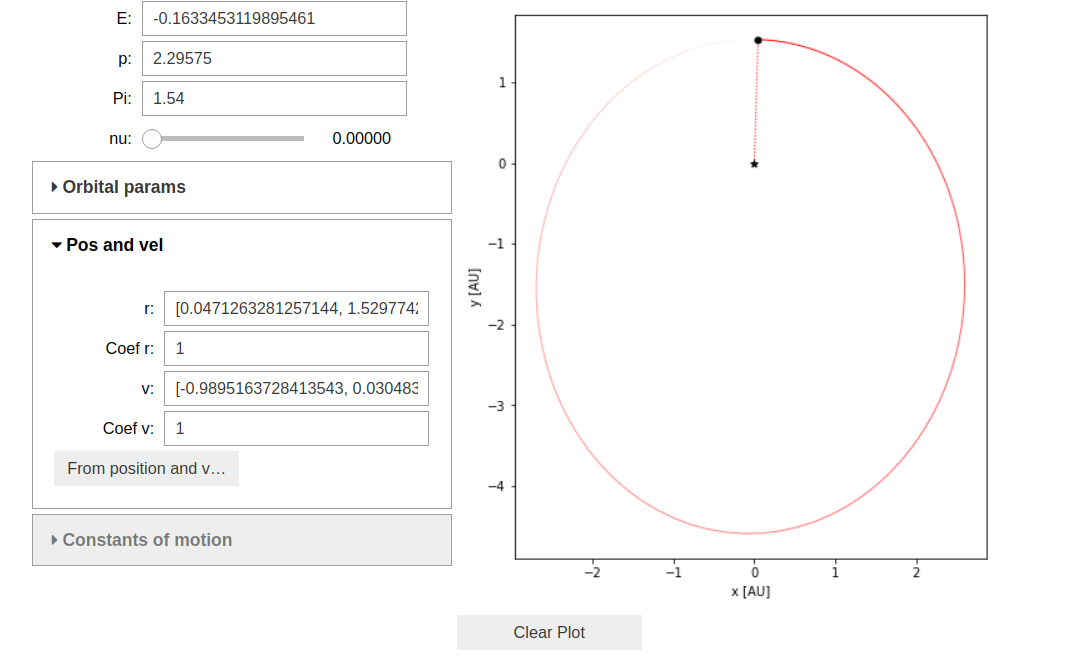 E: -0.1633453119895461
p: 2.29575
Pi: 1.54
nu: 0.00000
Orbital params
Pos and vel
r: [0.0471263281257144, 1.529774
Coef r: 1
v: [-0.9895163728413543, 0.030483
Coef v: 1
From position and v…
Constants of motion
1
0
−1
−2
−3
−4
y [AU]
−2 −1 0 1 2
x [AU]
Clear Plot